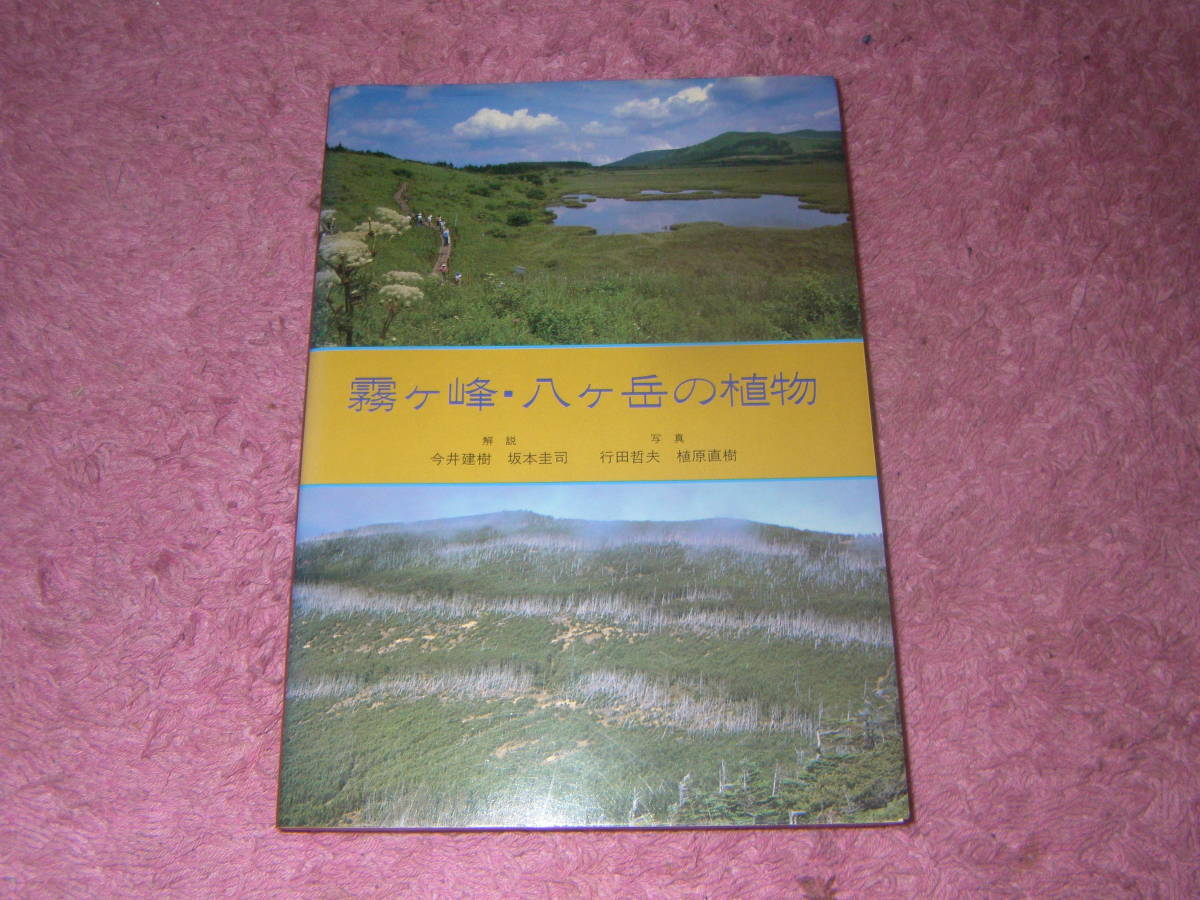 霧ヶ峰・八ヶ岳の植物
解説 写真
今井建樹 坂本圭司 行田哲夫 植原直樹